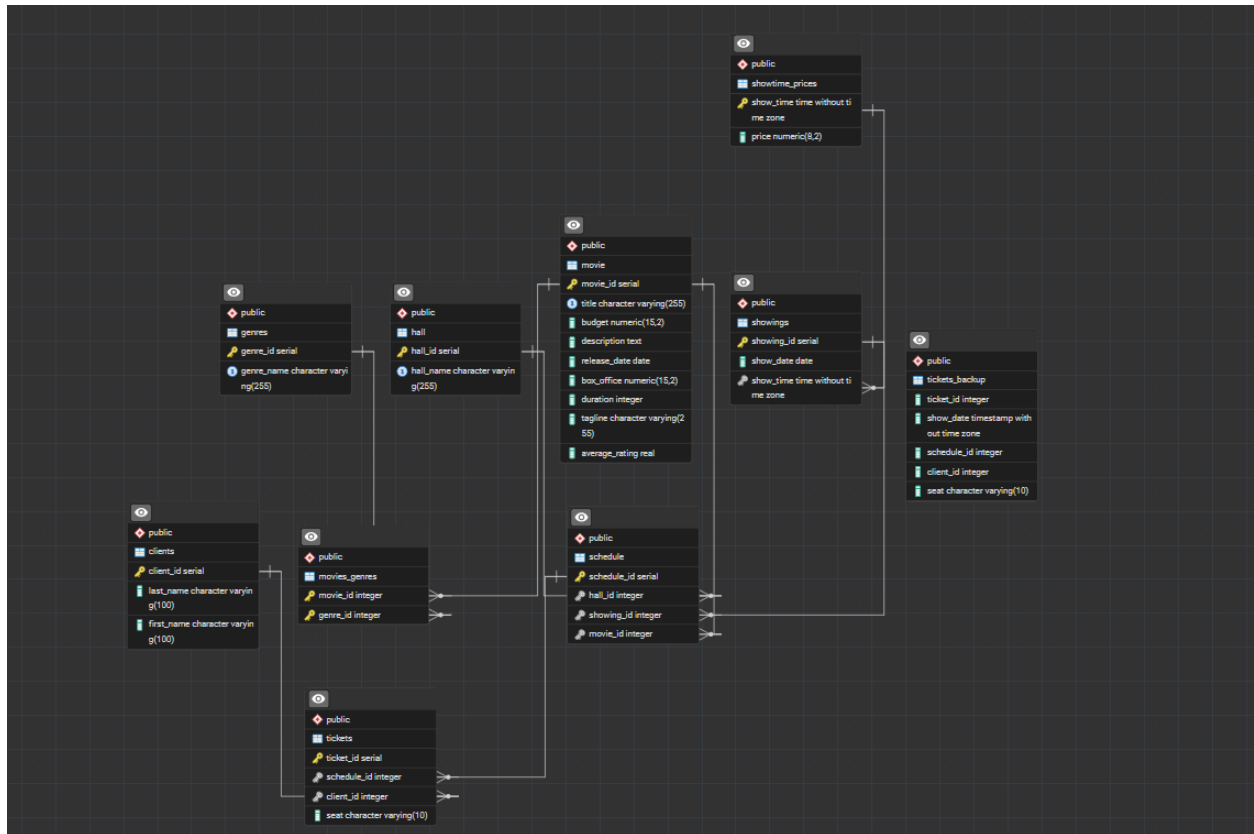 public
showtime_prices
show_time time without ti
me zone
price numeric(8,2)
public
movie
movie_id serial
title character varying(255)
budget numeric(15,2)
description text
release_date date
box_office numeric(15,2)
duration integer
tagline character varying(2
55)
average_rating real
public
showings
showing_id serial
show_date date
show_time time without ti
me zone
public
genres
genre_id serial
genre_name character varyi
ng(255)
public
hall
hall_id serial
hall_name character varyin
g(255)
public
tickets_backup
ticket_id integer
show_date timestamp with
out time zone
schedule_id integer
client_id integer
seat character varying(10)
public
clients
client_id serial
last_name character varyin
g(100)
first_name character varyin
g(100)
public
movies_genres
movie_id integer
genre_id integer
public
schedule
schedule_id serial
hall_id integer
showing_id integer
movie_id integer
public
tickets
ticket_id serial
schedule_id integer
client_id integer
seat character varying(10)